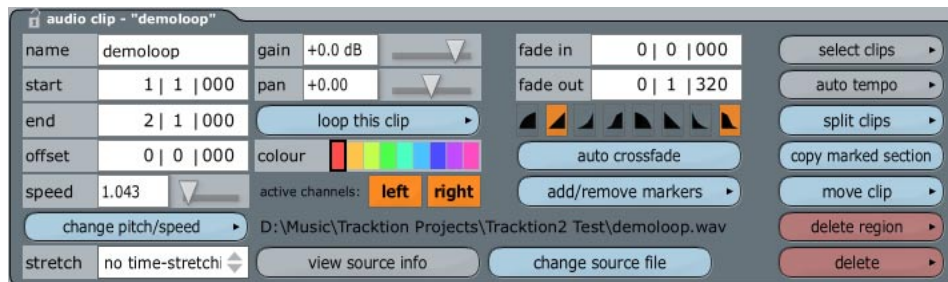 audio clip - "demoloop"
name demoloop gain +0.0 dB fade in 0| 0 |000 select clips
start 1| 1 |000 pan +0.00 fade out 0| 1 |320 auto tempo
end 2| 1 |000 loop this clip split clips
offset 0| 0 |000 colour auto crossfade copy marked section
speed 1.043 active channels: left right add/remove markers move clip
change pitch/speed D:\Music\Tracktion Projects\Tracktion2 Test\demoloop.wav delete region
stretch no time-stretchi view source info change source file delete